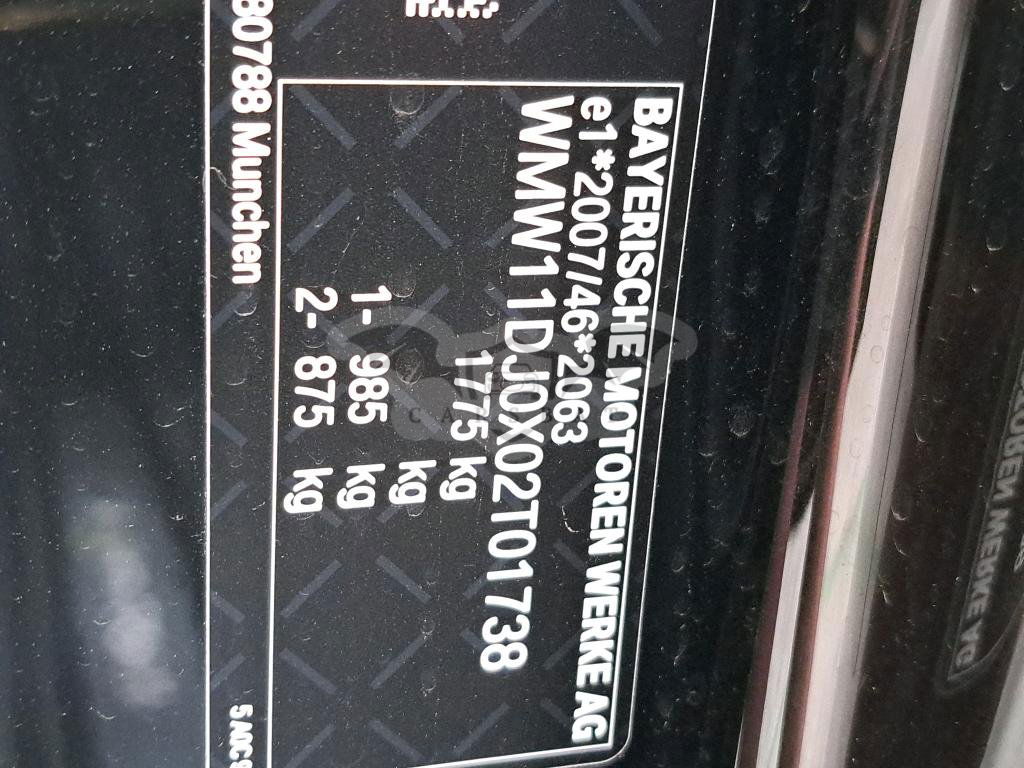 BAYERISCHE MOTOREN WERKE AG
e1*2007/46*2063
WMW11DJ0X02T01738
1775 kg
kg
1- 985 kg
2- 875 kg
80788 Munchen